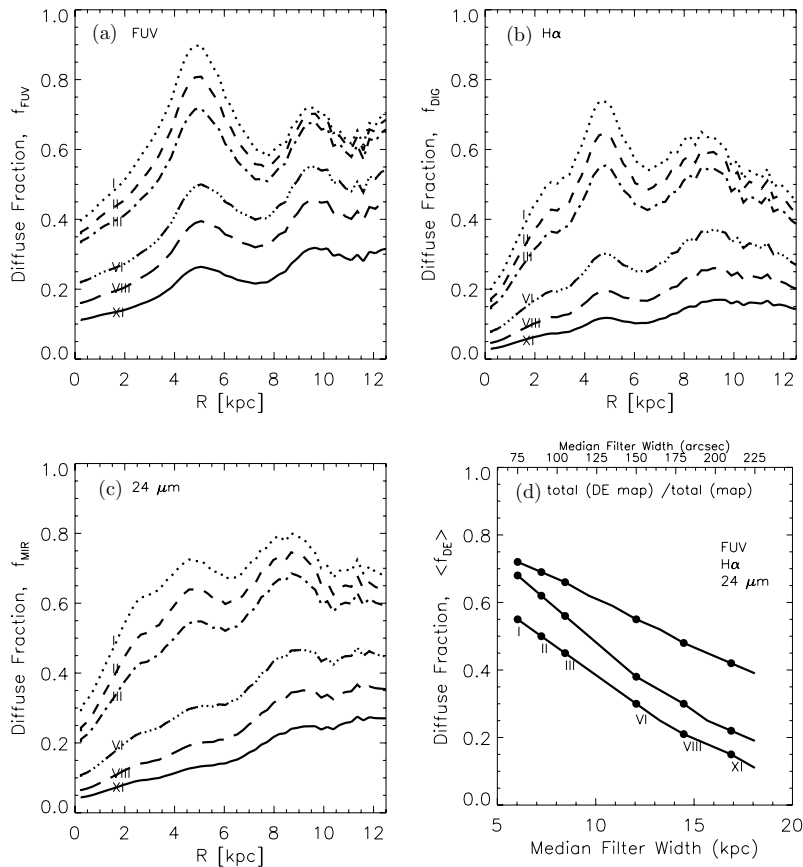 (a) FUV
Diffuse Fraction, f_FUV
1.0
0.8
0.6
0.4
0.2
0.0
I
II
III
VI
VIII
XI
0 2 4 6 8 10 12
R [kpc]
(b) Hα
Diffuse Fraction, f_DIG
1.0
0.8
0.6
0.4
0.2
0.0
I
II
III
VI
VIII
XI
0 2 4 6 8 10 12
R [kpc]
(c) 24 μm
Diffuse Fraction, f_MIR
1.0
0.8
0.6
0.4
0.2
0.0
I
II
III
VI
VIII
XI
0 2 4 6 8 10 12
R [kpc]
Median Filter Width (arcsec)
75 90 105 150 180 210 225
(d) total (DE map) /total (map)
FUV
Hα
24 μm
Diffuse Fraction, <f_DE>
1.0
0.8
0.6
0.4
0.2
0.0
I
II
III
VI
VIII
XI
5 10 15 20
Median Filter Width (kpc)